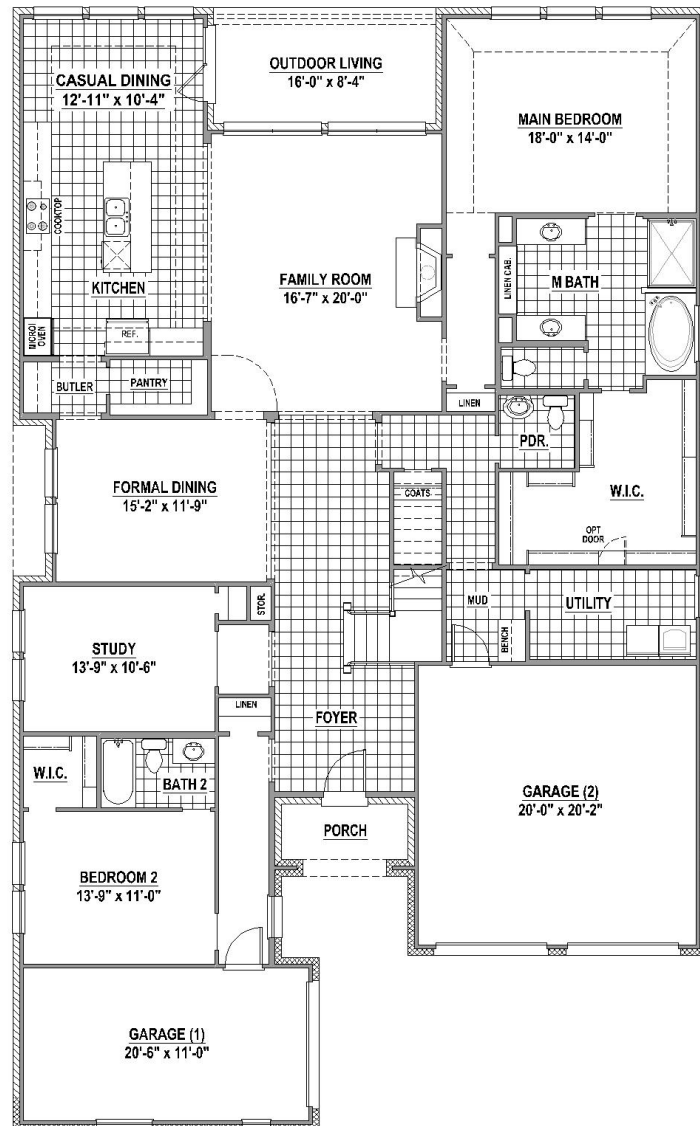 CASUAL DINING
12'-11" x 10'-4"
OUTDOOR LIVING
16'-0" x 8'-4"
MAIN BEDROOM
18'-0" x 14'-0"
COOKTOP
KITCHEN
FAMILY ROOM
16'-7" x 20'-0"
LINEN CAB.
M BATH
MICRO/
OVEN
REF.
BUTLER
PANTRY
LINEN
PDR.
FORMAL DINING
15'-2" x 11'-9"
COATS
W.I.C.
OPT
DOOR
STOR.
MUD
UTILITY
BENCH
STUDY
13'-9" x 10'-6"
LINEN
FOYER
W.I.C.
BATH 2
GARAGE (2)
20'-0" x 20'-2"
PORCH
BEDROOM 2
13'-9" x 11'-0"
GARAGE (1)
20'-6" x 11'-0"